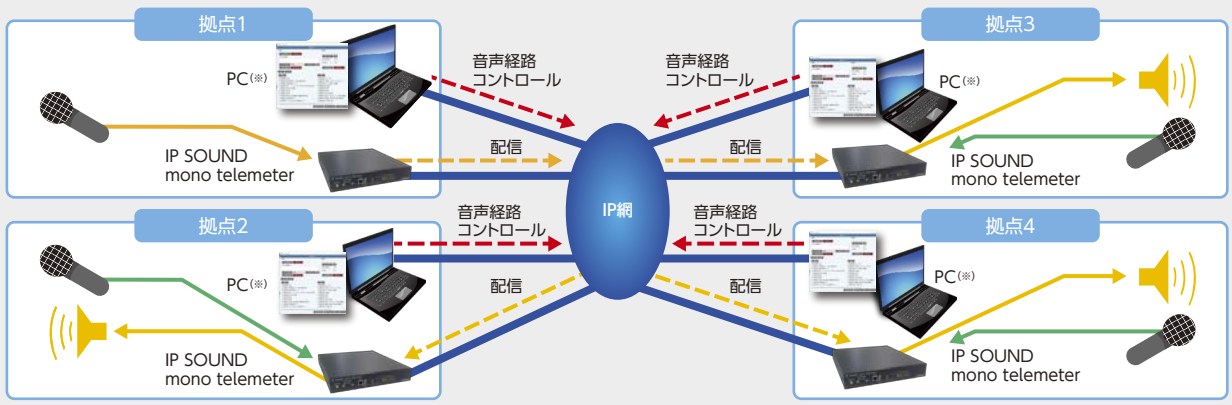 拠点1
PC(※)
IP SOUND
mono telemeter
音声経路
コントロール
配信
拠点2
PC(※)
IP SOUND
mono telemeter
音声経路
コントロール
配信
IP網
拠点3
音声経路
コントロール
PC(※)
配信
IP SOUND
mono telemeter
拠点4
音声経路
コントロール
PC(※)
配信
IP SOUND
mono telemeter